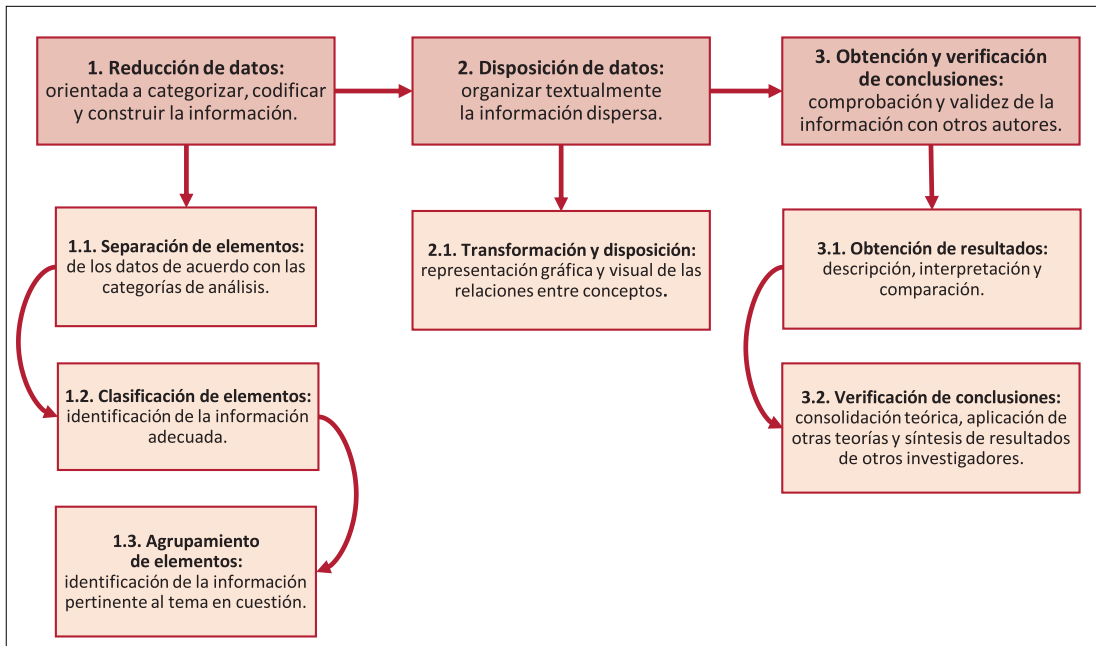 1. Reducción de datos:
orientada a categorizar, codificar
y construir la información.
2. Disposición de datos:
organizar textualmente
la información dispersa.
3. Obtención y verificación
de conclusiones:
comprobación y validez de la
información con otros autores.
1.1. Separación de elementos:
de los datos de acuerdo con las
categorías de análisis.
1.2. Clasificación de elementos:
identificación de la información
adecuada.
1.3. Agrupamiento
de elementos:
identificación de la información
pertinente al tema en cuestión.
2.1. Transformación y disposición:
representación gráfica y visual de las
relaciones entre conceptos.
3.1. Obtención de resultados:
descripción, interpretación y
comparación.
3.2. Verificación de conclusiones:
consolidación teórica, aplicación de
otras teorías y síntesis de resultados
de otros investigadores.